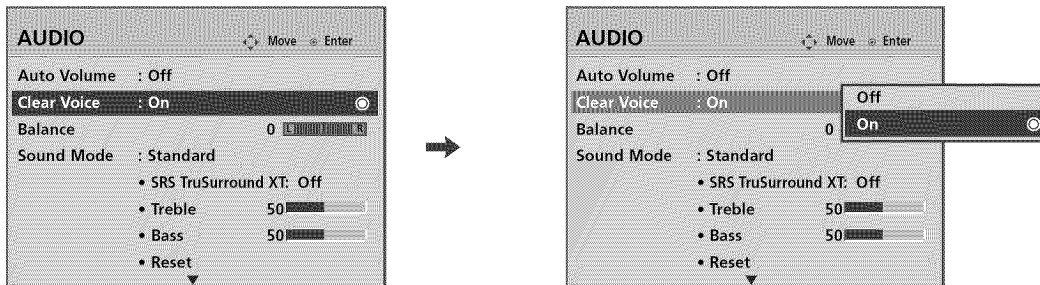 AUDIO
Move Enter
Auto Volume : Off
Clear Voice : On
Balance 0 L R
Sound Mode : Standard
• SRS TruSurround XT: Off
• Treble 50
• Bass 50
• Reset
AUDIO
Move Enter
Auto Volume : Off
Clear Voice : On
Balance 0
Sound Mode : Standard
• SRS TruSurround XT: Off
• Treble 50
• Bass 50
• Reset
Off
On